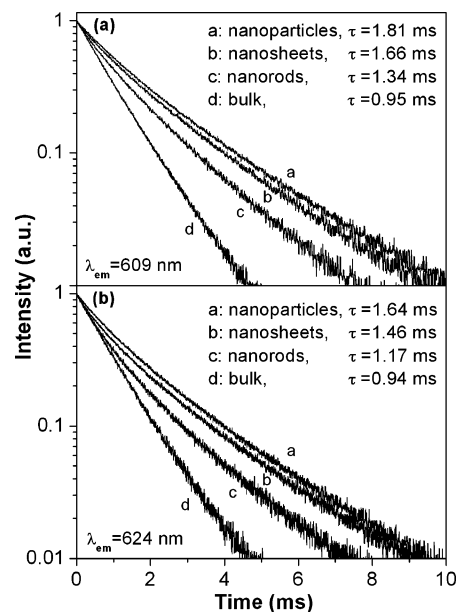 (a)
a: nanoparticles, τ=1.81 ms
b: nanosheets, τ=1.66 ms
c: nanorods, τ=1.34 ms
d: bulk, τ=0.95 ms
1
0.1
a
b
c
d
λem=609 nm
Intensity (a.u.)
(b)
a: nanoparticles, τ=1.64 ms
b: nanosheets, τ=1.46 ms
c: nanorods, τ=1.17 ms
d: bulk, τ=0.94 ms
1
0.1
0.01
a
b
c
d
λem=624 nm
0 2 4 6 8 10
Time (ms)